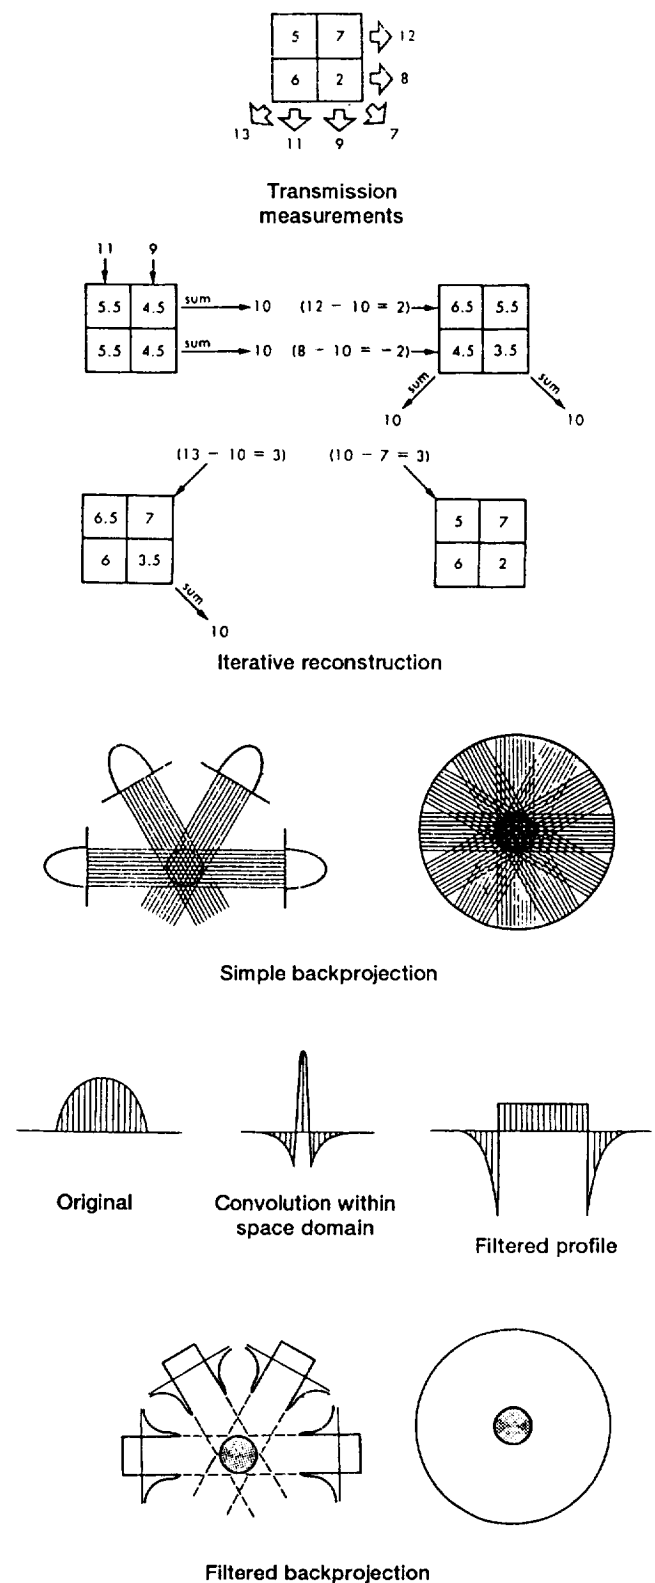 5 7 12
6 2 8
13 11 9 7
Transmission
measurements
11 9
5.5 4.5 sum 10 (12 - 10 = 2) 6.5 5.5
5.5 4.5 sum 10 (8 - 10 = -2) 4.5 3.5
sum sum
10 10
(13 - 10 = 3) (10 - 7 = 3)
6.5 7 5 7
6 3.5 6 2
sum
10
Iterative reconstruction
Simple backprojection
Original
Convolution within
space domain
Filtered profile
Filtered backprojection